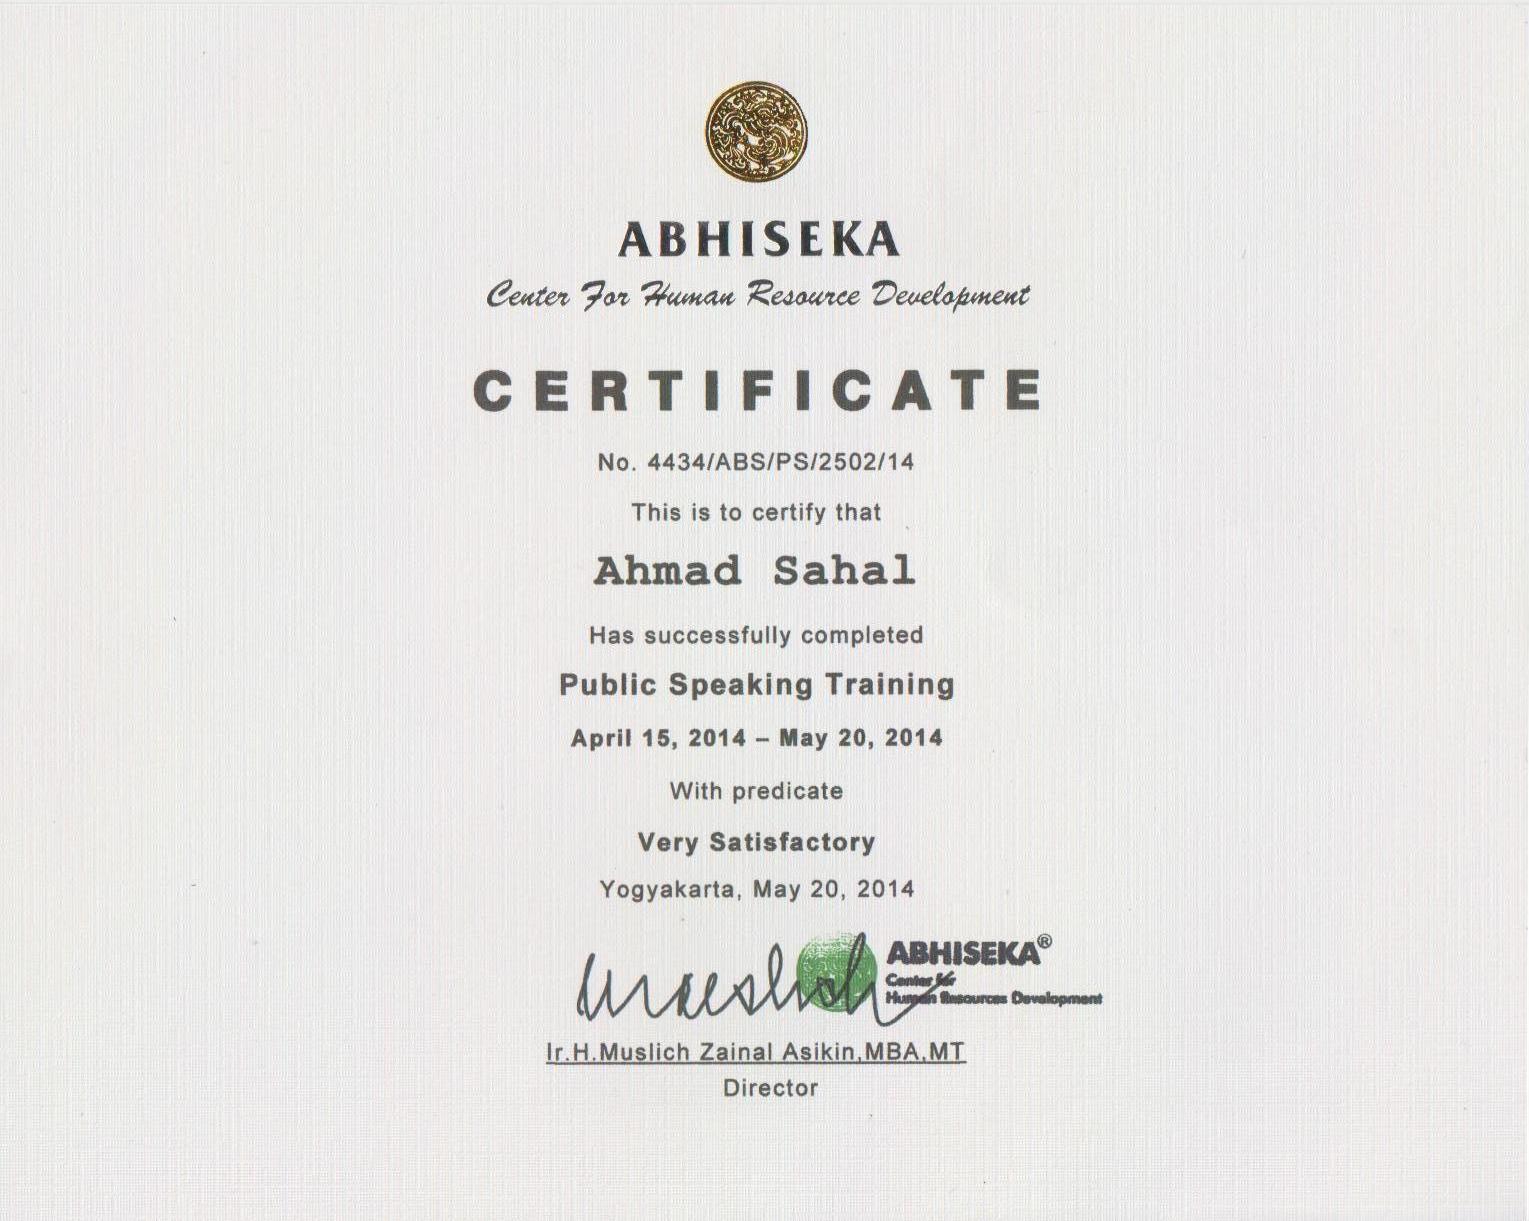 ABHISEKA
Center For Human Resource Development
CERTIFICATE
No. 4434/ABS/PS/2502/14
This is to certify that
Ahmad Sahal
Has successfully completed
Public Speaking Training
April 15, 2014 – May 20, 2014
With predicate
Very Satisfactory
Yogyakarta, May 20, 2014
ABHISEKA®
Center for
Human Resources Development
Ir.H.Muslich Zainal Asikin,MBA,MT
Director